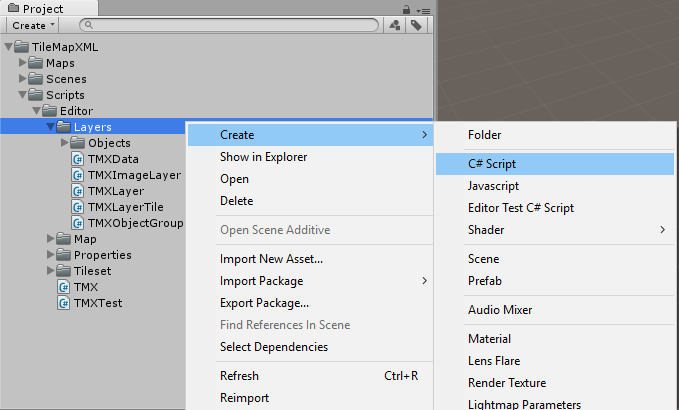 Project
Create
TileMapXML
Maps
Scenes
Scripts
Editor
Layers
Objects
TMXData
TMXImageLayer
TMXLayer
TMXLayerTile
TMXObjectGroup
Map
Properties
Tileset
TMX
TMXTest
Create
Show in Explorer
Open
Delete
Open Scene Additive
Import New Asset...
Import Package
Export Package...
Find References In Scene
Select Dependencies
Refresh Ctrl+R
Reimport
Folder
C# Script
Javascript
Editor Test C# Script
Shader
Scene
Prefab
Audio Mixer
Material
Lens Flare
Render Texture
Lightmap Parameters